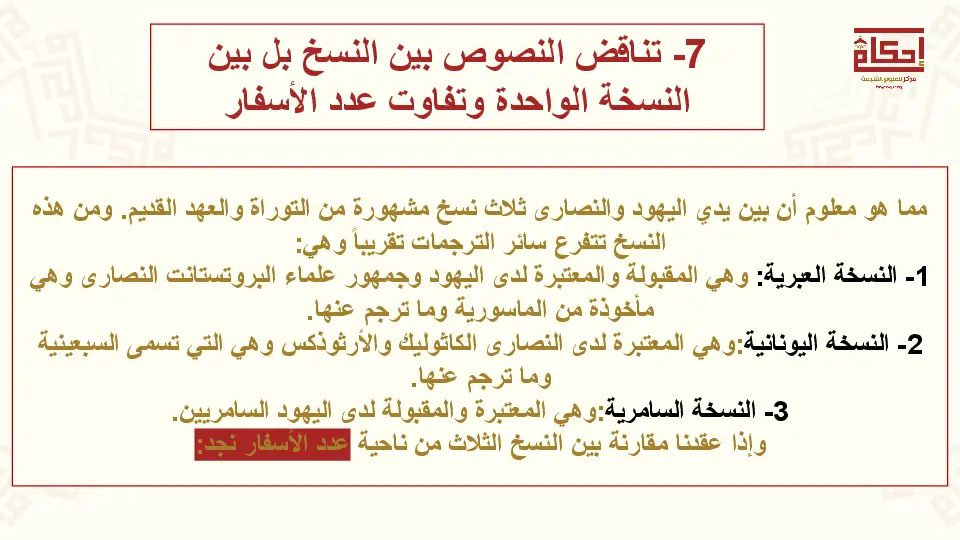 7- تناقض النصوص بين النسخ بل بين
النسخة الواحدة وتفاوت عدد الأسفار
إحكام
مركز للعلوم الشرعية
مما هو معلوم أن بين يدي اليهود والنصارى ثلاث نسخ مشهورة من التوراة والعهد القديم. ومن هذه
النسخ تتفرع سائر الترجمات تقريباً وهي:
1- النسخة العبرية: وهي المقبولة والمعتبرة لدى اليهود وجمهور علماء البروتستانت النصارى وهي
مأخوذة من الماسورية وما ترجم عنها.
2- النسخة اليونانية:وهي المعتبرة لدى النصارى الكاثوليك والأرثوذكس وهي التي تسمى السبعينية
وما ترجم عنها.
3- النسخة السامرية:وهي المعتبرة والمقبولة لدى اليهود السامريين.
وإذا عقدنا مقارنة بين النسخ الثلاث من ناحية عدد الأسفار نجد: